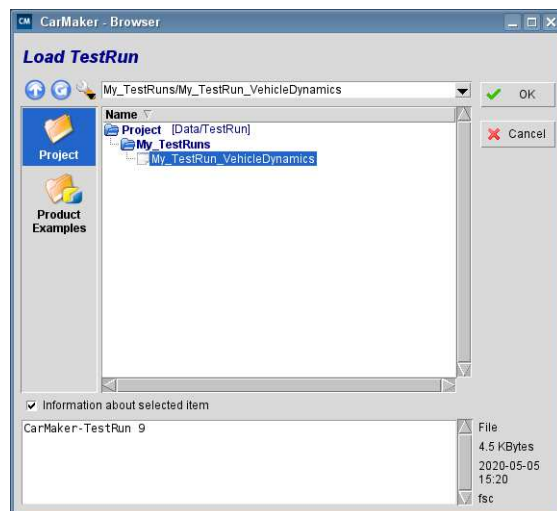 CM CarMaker - Browser
Load TestRun
My_TestRuns/My_TestRun_VehicleDynamics
OK
Cancel
Name
Project [Data/TestRun]
My_TestRuns
My_TestRun_VehicleDynamics
Project
Product
Examples
Information about selected item
CarMaker-TestRun 9
File
4.5 KBytes
2020-05-05
15:20
fsc